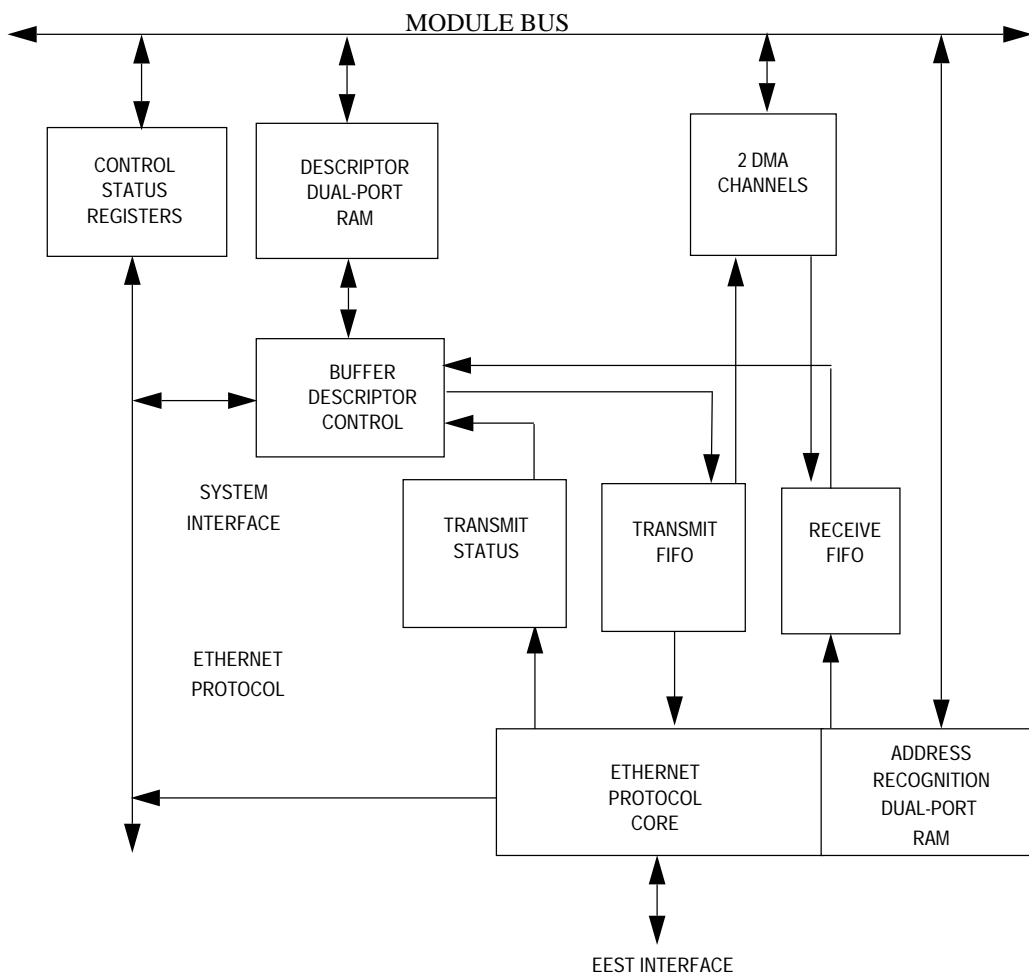 MODULE BUS
CONTROL
STATUS
REGISTERS
DESCRIPTOR
DUAL-PORT
RAM
2 DMA
CHANNELS
BUFFER
DESCRIPTOR
CONTROL
SYSTEM
INTERFACE
TRANSMIT
STATUS
TRANSMIT
FIFO
RECEIVE
FIFO
ETHERNET
PROTOCOL
ETHERNET
PROTOCOL
CORE
ADDRESS
RECOGNITION
DUAL-PORT
RAM
EEST INTERFACE